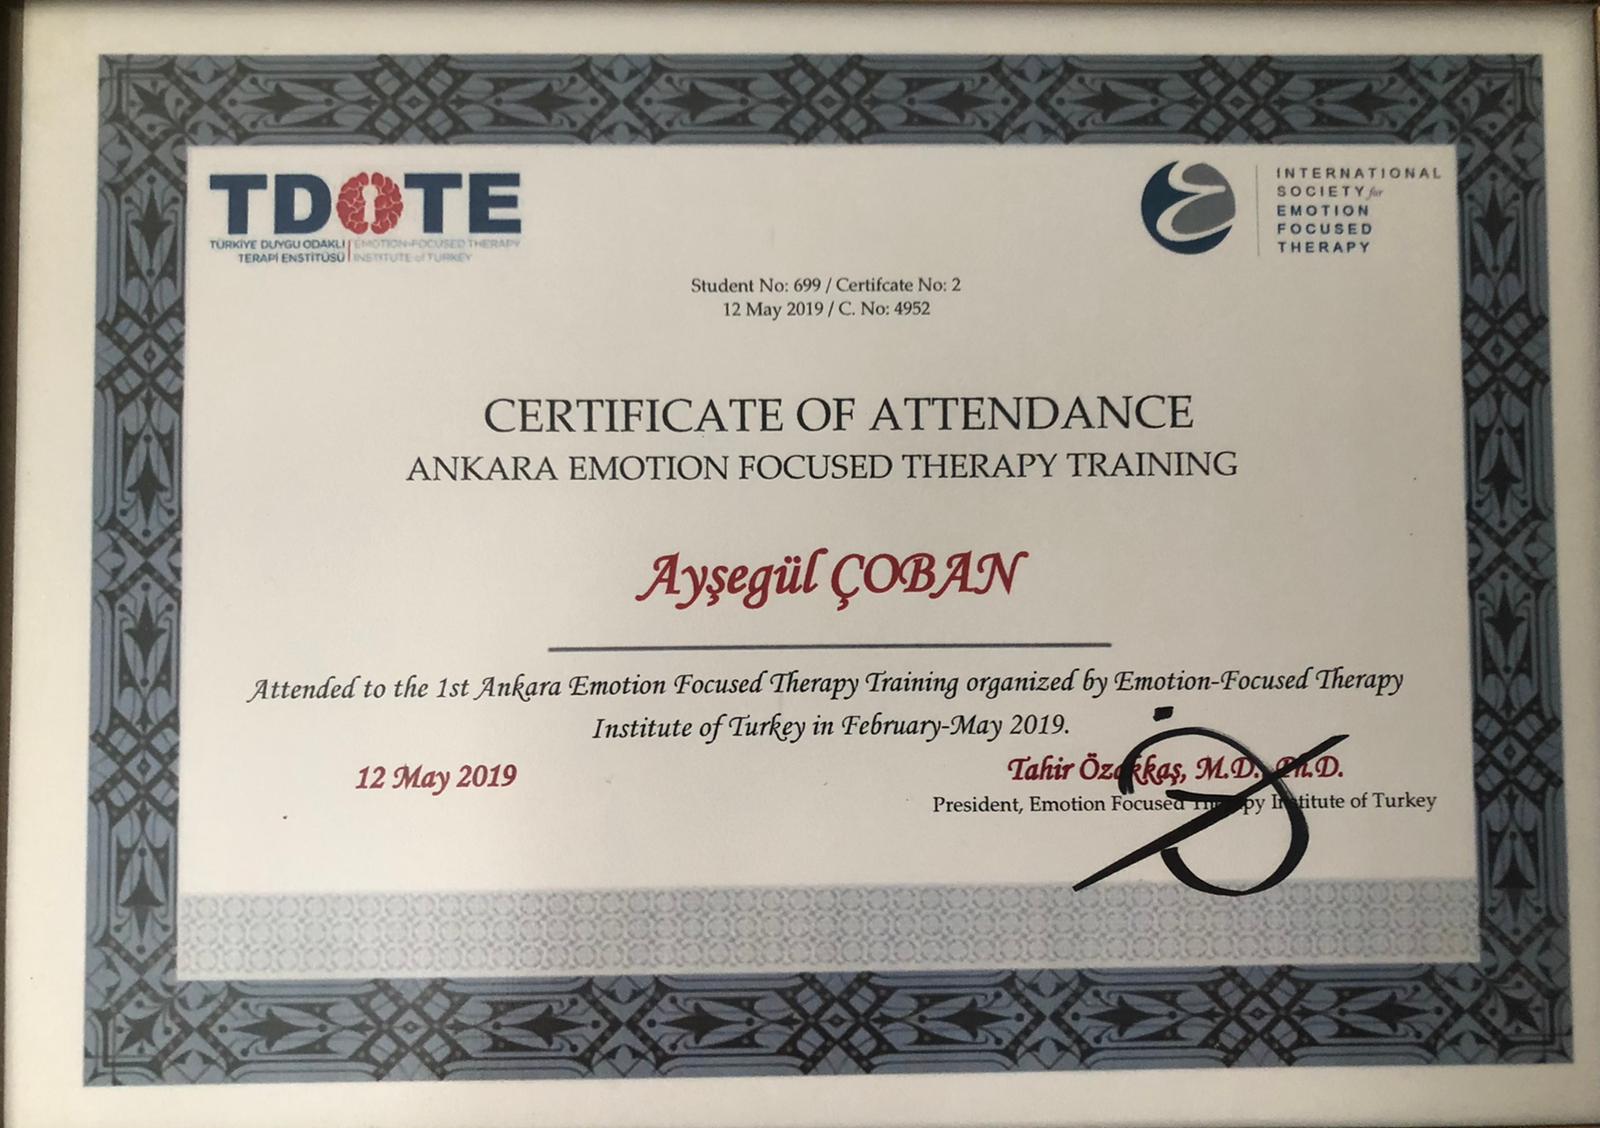 TDOTE
TÜRKİYE DUYGU ODAKLI
TERAPİ ENSTİTÜSÜ
EMOTION-FOCUSED THERAPY
INSTITUTE of TURKEY
INTERNATIONAL
SOCIETY for
EMOTION
FOCUSED
THERAPY
Student No: 699 / Certifcate No: 2
12 May 2019 / C. No: 4952
CERTIFICATE OF ATTENDANCE
ANKARA EMOTION FOCUSED THERAPY TRAINING
Ayşegül ÇOBAN
Attended to the 1st Ankara Emotion Focused Therapy Training organized by Emotion-Focused Therapy
Institute of Turkey in February-May 2019.
12 May 2019
Tahir Özakkaş, M.D., Ph.D.
President, Emotion Focused Therapy Institute of Turkey